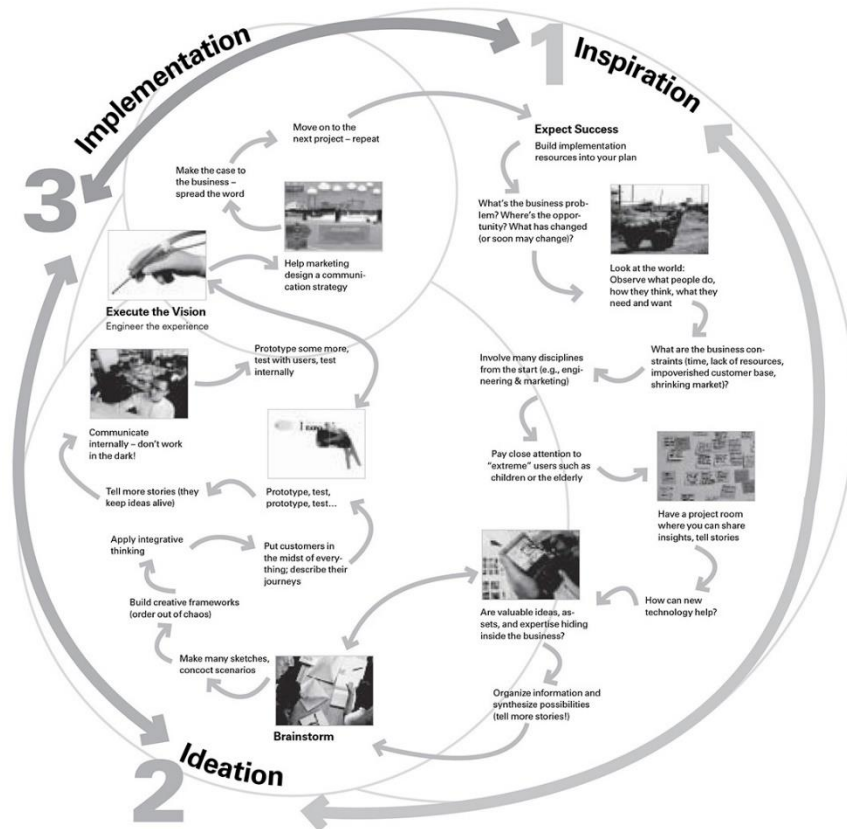 1
Inspiration
Expect Success
Build implementation
resources into your plan
What's the business prob-
lem? Where's the oppor-
tunity? What has changed
(or soon may change)?
Look at the world:
Observe what people do,
how they think, what they
need and want
What are the business con-
straints (time, lack of resources,
impoverished customer base,
shrinking market)?
Involve many disciplines
from the start (e.g., engi-
neering & marketing)
Pay close attention to
"extreme" users such as
children or the elderly
Have a project room
where you can share
insights, tell stories
How can new
technology help?
Are valuable ideas, as-
sets, and expertise hiding
inside the business?
Organize information and
synthesize possibilities
(tell more stories!)
2
Ideation
Brainstorm
Make many sketches,
concoct scenarios
Build creative frameworks
(order out of chaos)
Apply integrative
thinking
Put customers in
the midst of every-
thing; describe their
journeys
Prototype, test,
prototype, test...
Tell more stories (they
keep ideas alive)
Communicate
internally – don't work
in the dark!
Prototype some more,
test with users, test
internally
3
Implementation
Execute the Vision
Engineer the experience
Help marketing
design a communi-
cation strategy
Make the case to
the business –
spread the word
Move on to the
next project – repeat